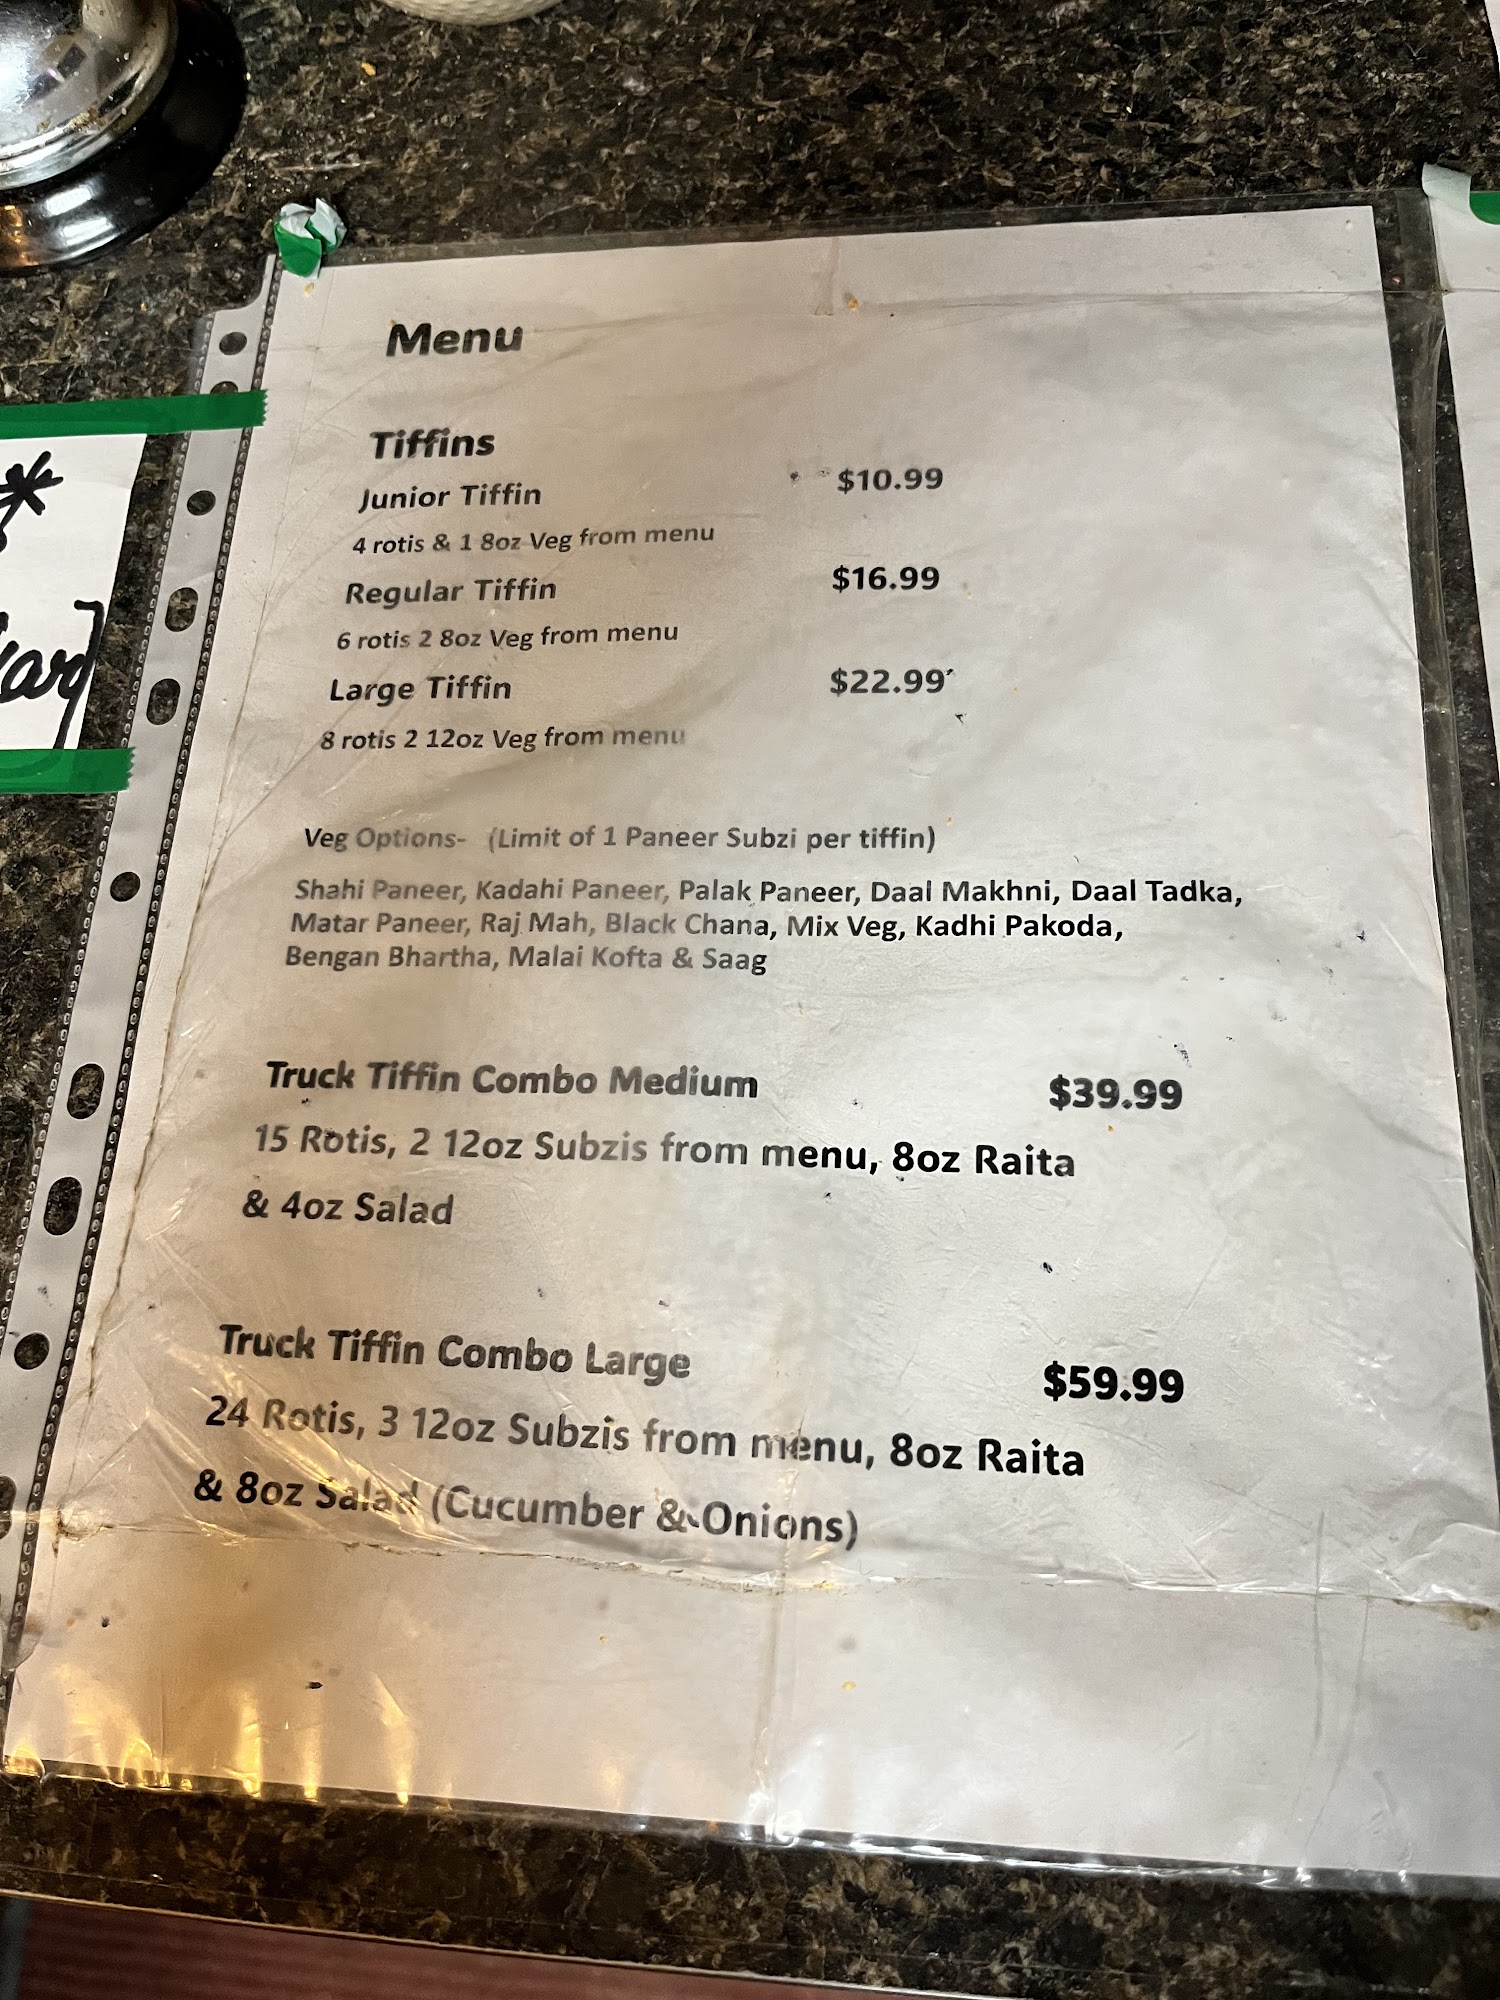 Menu
Tiffins
Junior Tiffin $10.99
4 rotis & 1 8oz Veg from menu
Regular Tiffin $16.99
6 rotis 2 8oz Veg from menu
Large Tiffin $22.99
8 rotis 2 12oz Veg from menu
Veg Options- (Limit of 1 Paneer Subzi per tiffin)
Shahi Paneer, Kadahi Paneer, Palak Paneer, Daal Makhni, Daal Tadka,
Matar Paneer, Raj Mah, Black Chana, Mix Veg, Kadhi Pakoda,
Bengan Bhartha, Malai Kofta & Saag
Truck Tiffin Combo Medium $39.99
15 Rotis, 2 12oz Subzis from menu, 8oz Raita
& 4oz Salad
Truck Tiffin Combo Large $59.99
24 Rotis, 3 12oz Subzis from menu, 8oz Raita
& 8oz Salad (Cucumber & Onions)